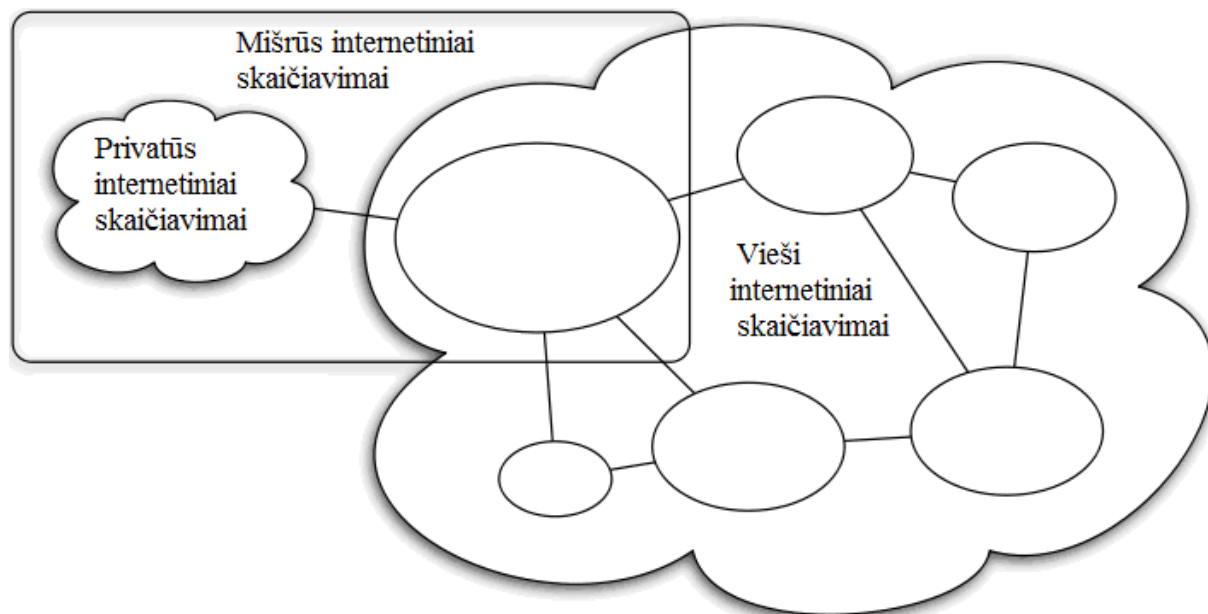 Mišrūs internetiniai
skaičiavimai
Privatūs
internetiniai
skaičiavimai
Vieši
internetiniai
skaičiavimai